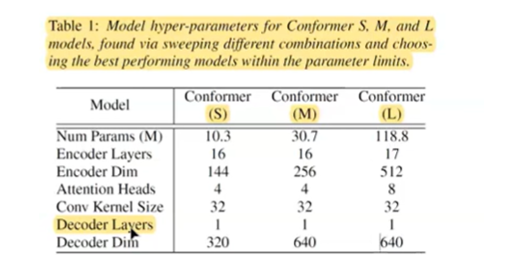 Table 1: Model hyper-parameters for Conformer S, M, and L
models, found via sweeping different combinations and choos-
ing the best performing models within the parameter limits.
Model Conformer (S) Conformer (M) Conformer (L)
Num Params (M) 10.3 30.7 118.8
Encoder Layers 16 16 17
Encoder Dim 144 256 512
Attention Heads 4 4 8
Conv Kernel Size 32 32 32
Decoder Layers 1 1 1
Decoder Dim 320 640 640